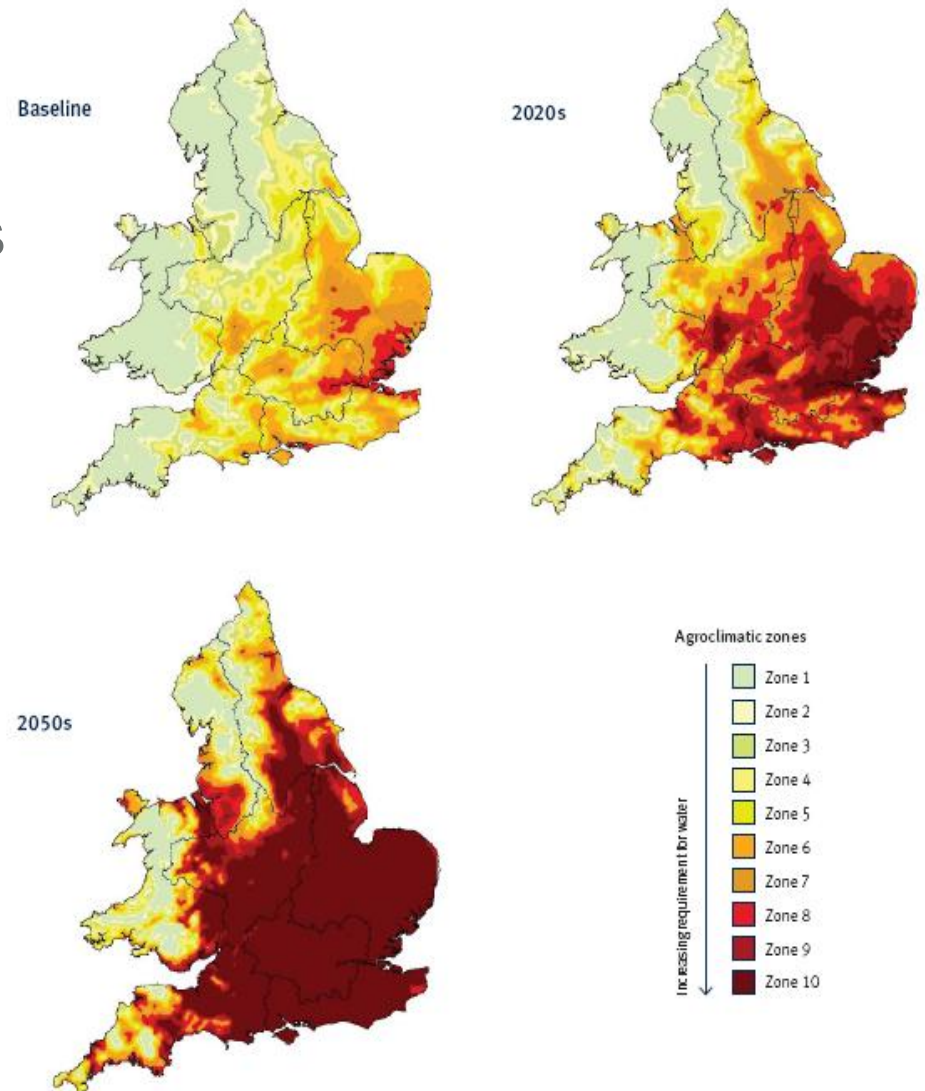 Baseline
2020s
s
2050s
Agroclimatic zones
Increasing requirement for water
Zone 1
Zone 2
Zone 3
Zone 4
Zone 5
Zone 6
Zone 7
Zone 8
Zone 9
Zone 10